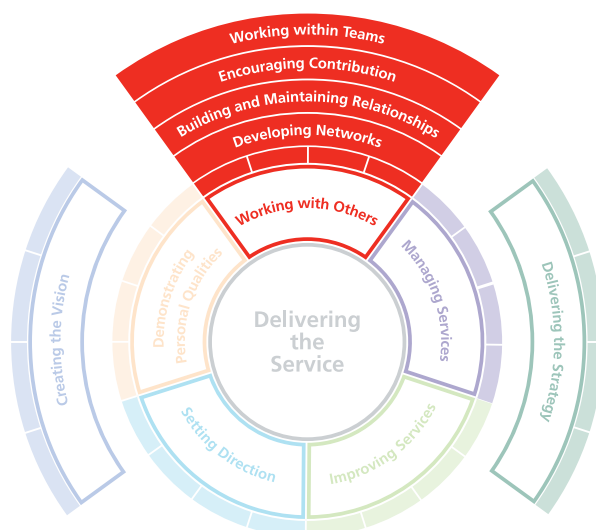 Working within Teams
Encouraging Contribution
Building and Maintaining Relationships
Developing Networks
Working with Others
Demonstrating
Personal Qualities
Managing Services
Creating the Vision
Delivering
the
Service
Delivering the Strategy
Setting Direction
Improving Services